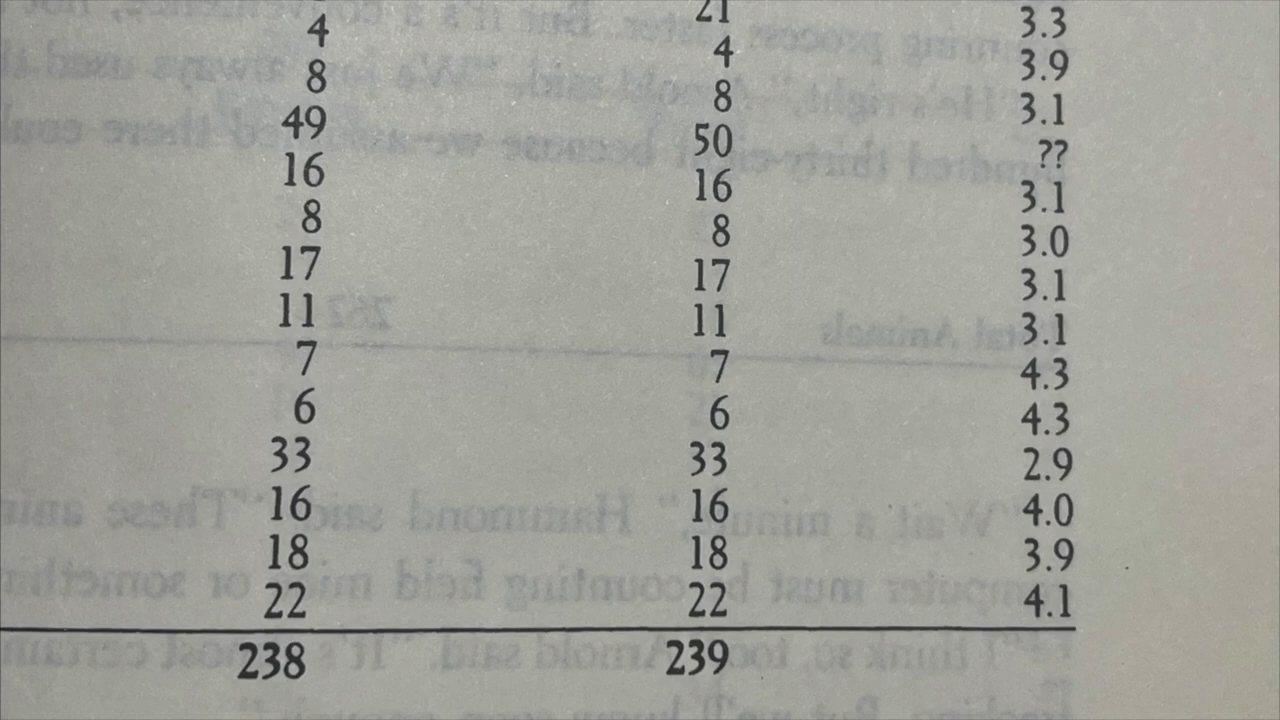 21 3.3
4 4 3.9
8 8 3.1
49 50 ??
16 16 3.1
8 8 3.0
17 17 3.1
11 11 3.1
7 7 4.3
6 6 4.3
33 33 2.9
16 16 4.0
18 18 3.9
22 22 4.1
238 239